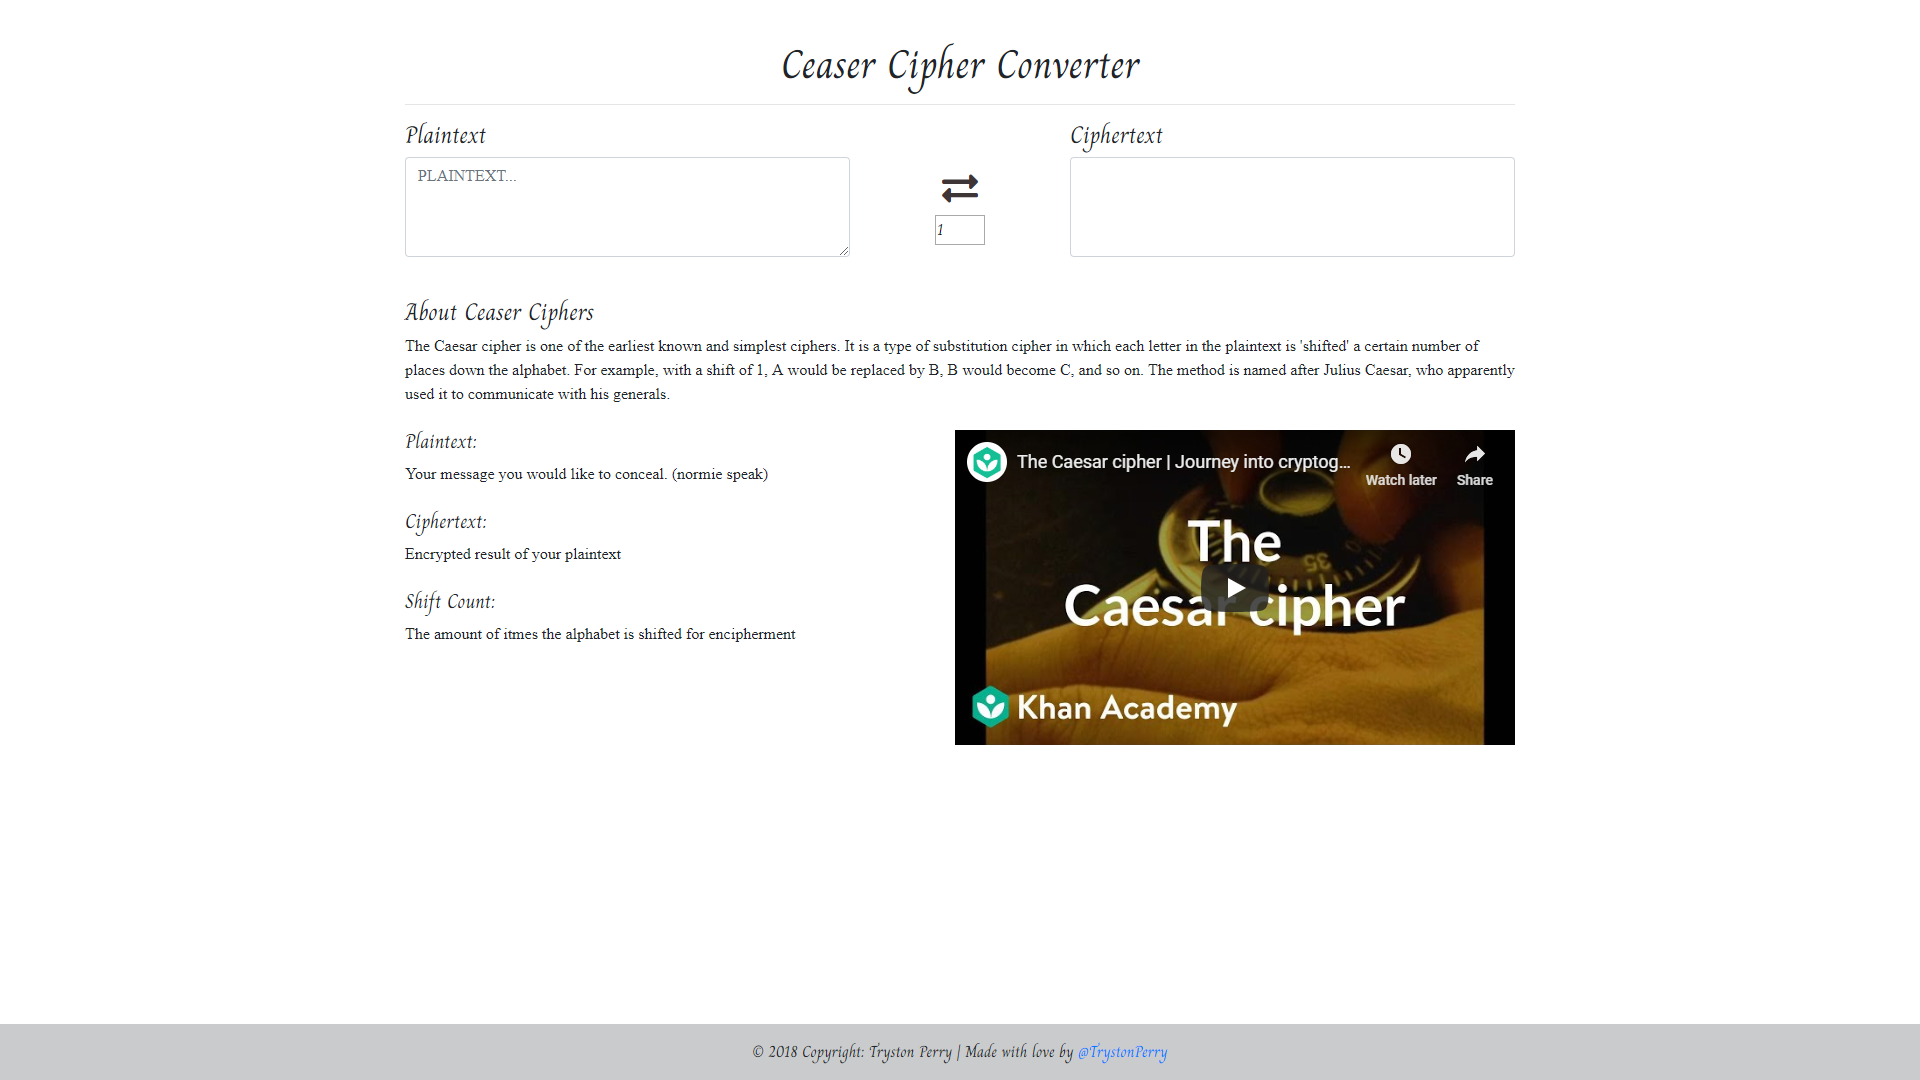 Ceaser Cipher Converter
Plaintext
PLAINTEXT...
1
Ciphertext
About Ceaser Ciphers
The Caesar cipher is one of the earliest known and simplest ciphers. It is a type of substitution cipher in which each letter in the plaintext is 'shifted' a certain number of
places down the alphabet. For example, with a shift of 1, A would be replaced by B, B would become C, and so on. The method is named after Julius Caesar, who apparently
used it to communicate with his generals.
Plaintext:
Your message you would like to conceal. (normie speak)
Ciphertext:
Encrypted result of your plaintext
Shift Count:
The amount of itmes the alphabet is shifted for encipherment
The Caesar cipher | Journey into cryptog...
Watch later
Share
The
Caesar cipher
35
Khan Academy
© 2018 Copyright: Tryston Perry | Made with love by @TrystonPerry